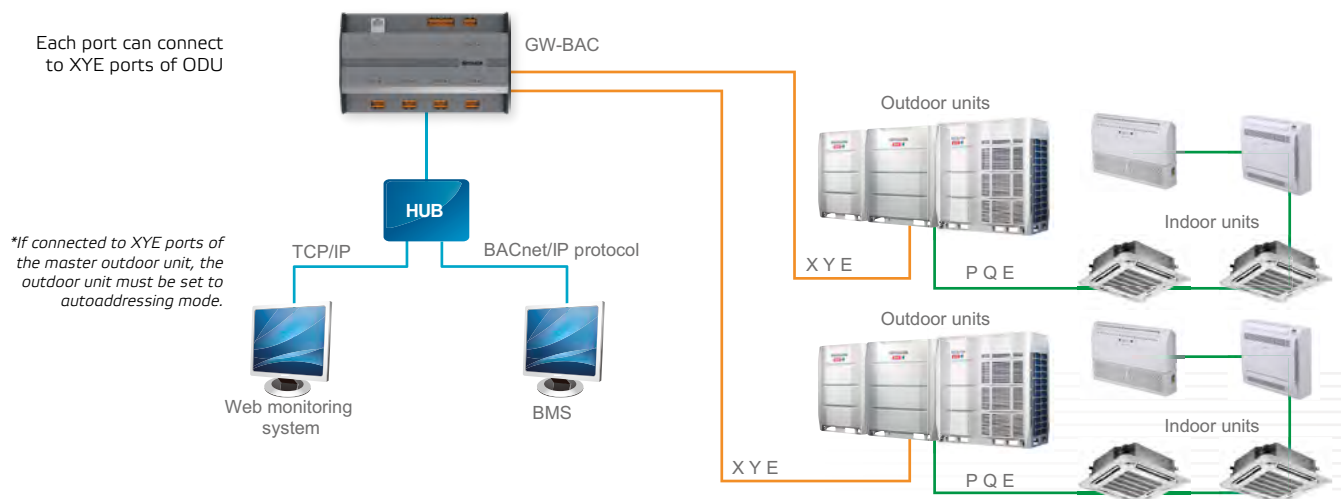 Each port can connect
to XYE ports of ODU
GW-BAC
*If connected to XYE ports of
the master outdoor unit, the
outdoor unit must be set to
autoaddressing mode.
HUB
TCP/IP
BACnet/IP protocol
Web monitoring
system
BMS
Outdoor units
Indoor units
X Y E
P Q E
Outdoor units
Indoor units
X Y E
P Q E